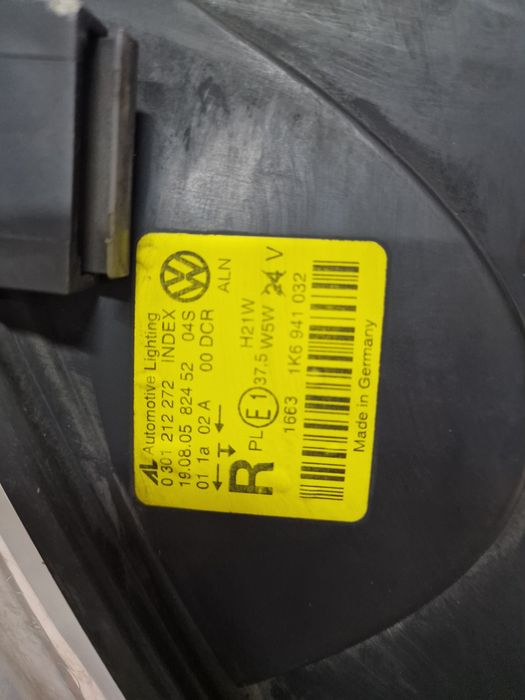 AL Automotive Lighting
0 301 212 272 INDEX
19.08.05 824 52 04S
01 1a 02 A 00 DCR ALN
R PL E1 37.5 H21W W5W 24 V
1663 1K6 941 032
Made in Germany
VW